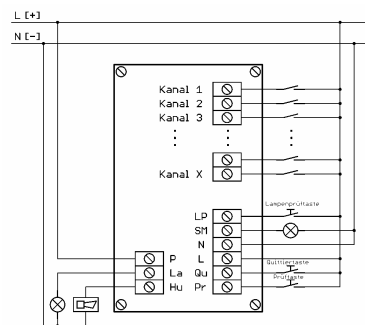 L [+]
N [-]
Kanal 1
Kanal 2
Kanal 3
Kanal X
LP
Lampenprüftaste
SM
N
P
L
La
Qu
Quittiertaste
Hu
Pr
Prüftaste